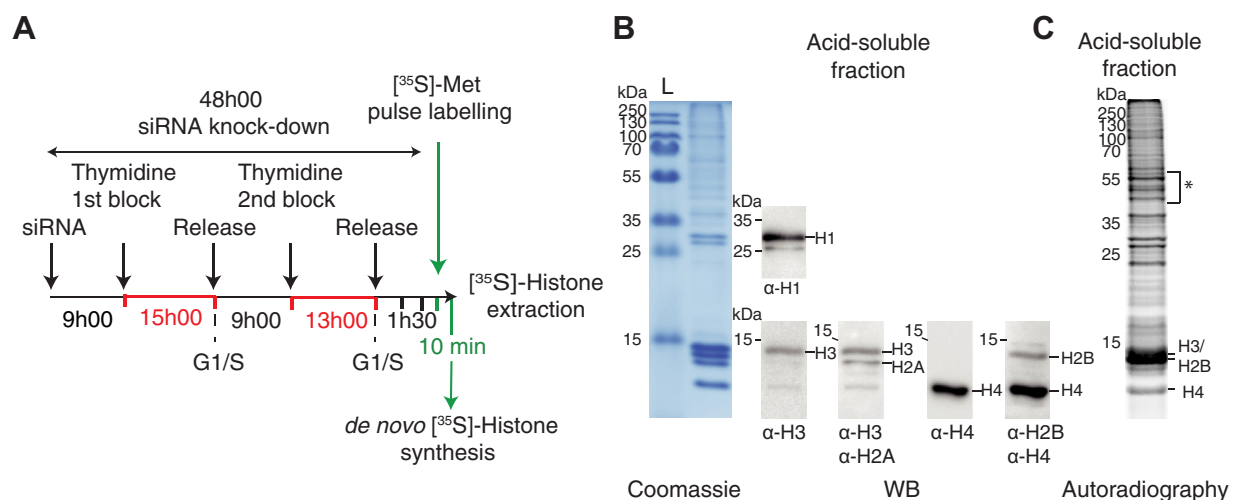 A
[³⁵S]-Met
pulse labelling
48h00
siRNA knock-down
Thymidine
1st block
Thymidine
2nd block
siRNA
Release
Release
[³⁵S]-Histone
extraction
9h00
15h00
9h00
13h00
1h30
10 min
G1/S
G1/S
de novo [³⁵S]-Histone
synthesis
B
Acid-soluble
fraction
kDa
L
250
130
100
70
55
35
25
15
kDa
35
25
H1
α-H1
kDa
15
H3
α-H3
15
H3
H2A
α-H3
α-H2A
15
H4
α-H4
15
H2B
H4
α-H2B
α-H4
Coomassie
WB
C
Acid-soluble
fraction
kDa
250
130
100
70
55
*
35
25
15
H3/
H2B
H4
Autoradiography